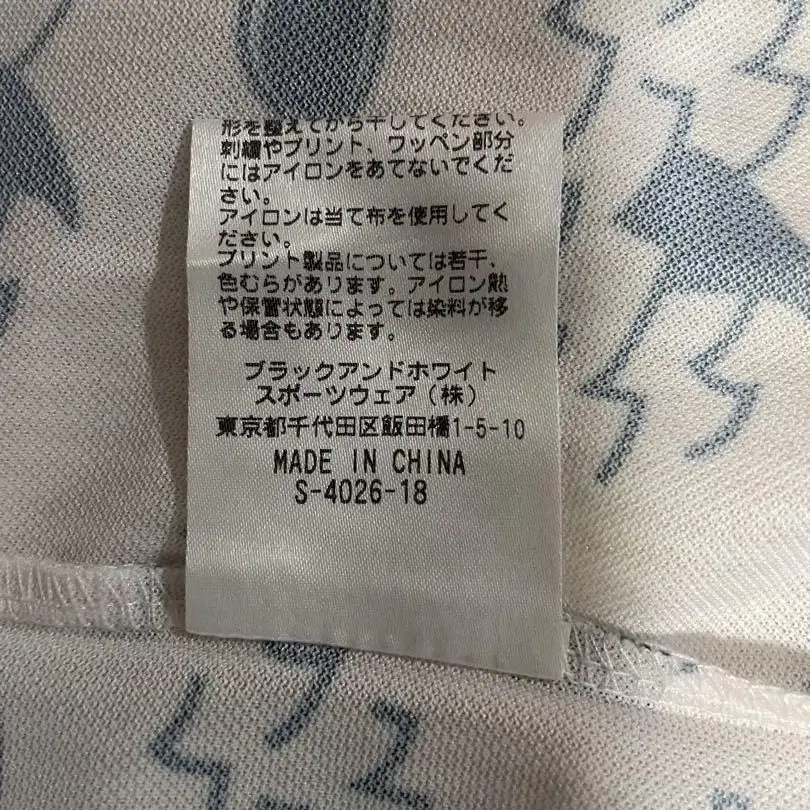 形を整えてから干してください。
刺繍やプリント、ワッペン部分
にはアイロンをあてないでくだ
さい。
アイロンは当て布を使用してく
ださい。
プリント製品については若干、
色むらがあります。アイロン熱
や保管状態によっては染料が移
る場合もあります。
ブラックアンドホワイト
スポーツウェア（株）
東京都千代田区飯田橋1-5-10
MADE IN CHINA
S-4026-18